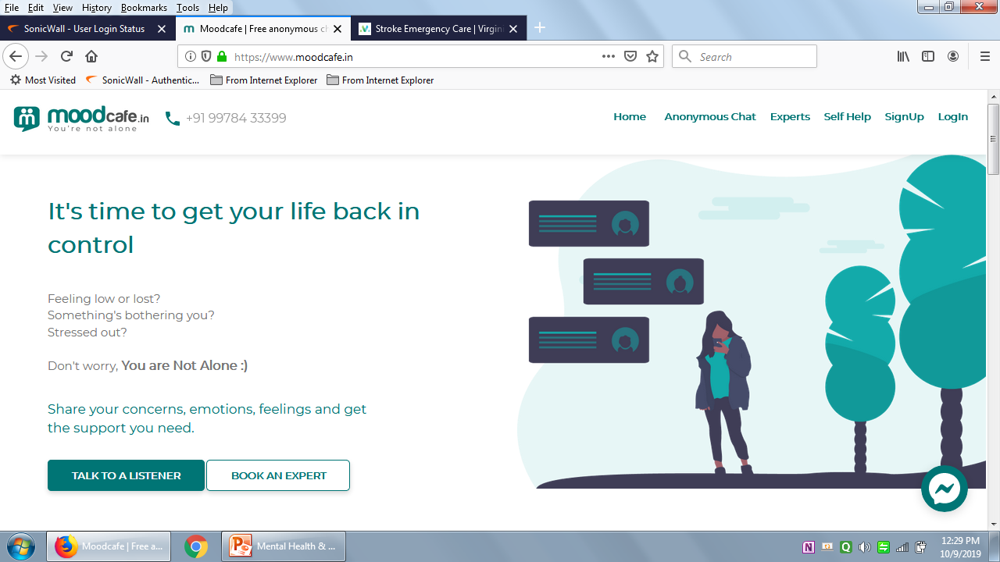 File Edit View History Bookmarks Tools Help
SonicWall - User Login Status
Moodcafe | Free anonymous ch
Stroke Emergency Care | Virgini
https://www.moodcafe.in
Search
Most Visited SonicWall - Authentic... From Internet Explorer From Internet Explorer
moodcafe.in
You're not alone
+91 99784 33399
Home Anonymous Chat Experts Self Help SignUp LogIn
It's time to get your life back in
control
Feeling low or lost?
Something's bothering you?
Stressed out?
Don't worry, You are Not Alone :)
Share your concerns, emotions, feelings and get
the support you need.
TALK TO A LISTENER BOOK AN EXPERT
Moodcafe | Free a... Mental Health & ...
12:29 PM
10/9/2019